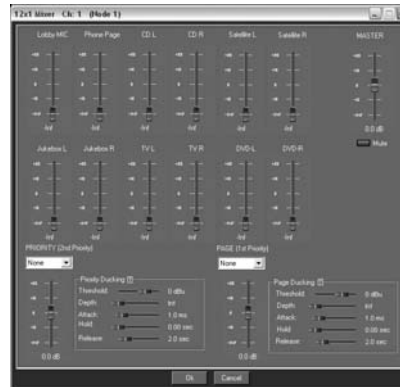 12x1 Mixer Ch: 1 (Node 1)
Lobby MIC Phone Page CD L CD R Satellite L Satellite R MASTER
-Inf -Inf -Inf -Inf -Inf -Inf 0.0 dB
Mute
Jukebox L Jukebox R TV L TV R DVD-L DVD-R
-Inf -Inf -Inf -Inf -Inf -Inf
PRIORITY (2nd Priority) PAGE (1st Priority)
None None
Priority Ducking Page Ducking
Threshold: 0 dBu Threshold: 0 dBu
Depth: Inf Depth: Inf
Attack: 1.0 ms Attack: 1.0 ms
Hold 0.00 sec Hold 0.00 sec
Release: 2.0 sec Release: 2.0 sec
0.0 dB 0.0 dB
Ok Cancel